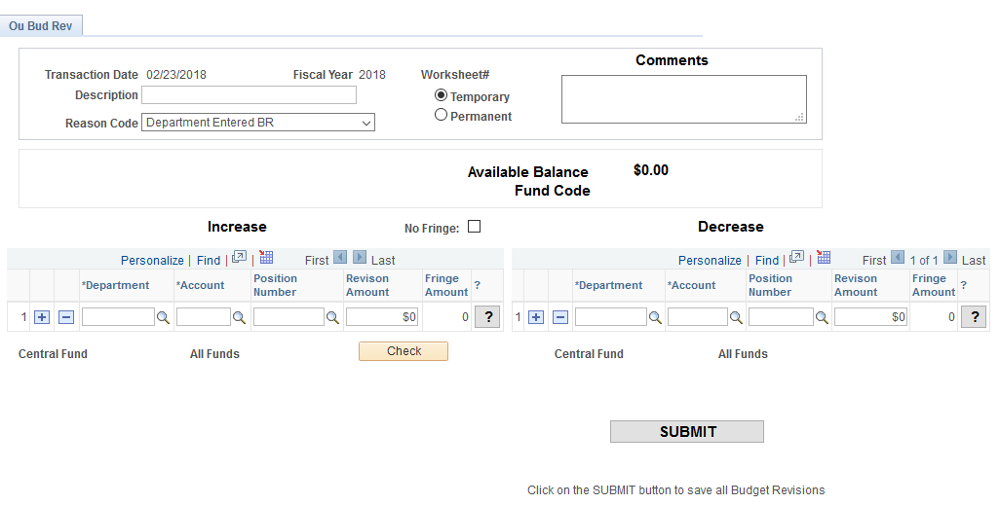 Ou Bud Rev
Comments
Transaction Date 02/23/2018 Fiscal Year 2018 Worksheet#
Description
Temporary
Reason Code Department Entered BR
Permanent
Available Balance $0.00
Fund Code
Increase No Fringe: Decrease
Personalize | Find | | First Last
Personalize | Find | | First 1 of 1 Last
*Department *Account Position Number Revison Amount Fringe Amount ?
*Department *Account Position Number Revison Amount Fringe Amount ?
1 + − $0 0 ?
1 + − $0 0 ?
Central Fund All Funds Check
Central Fund All Funds
SUBMIT
Click on the SUBMIT button to save all Budget Revisions